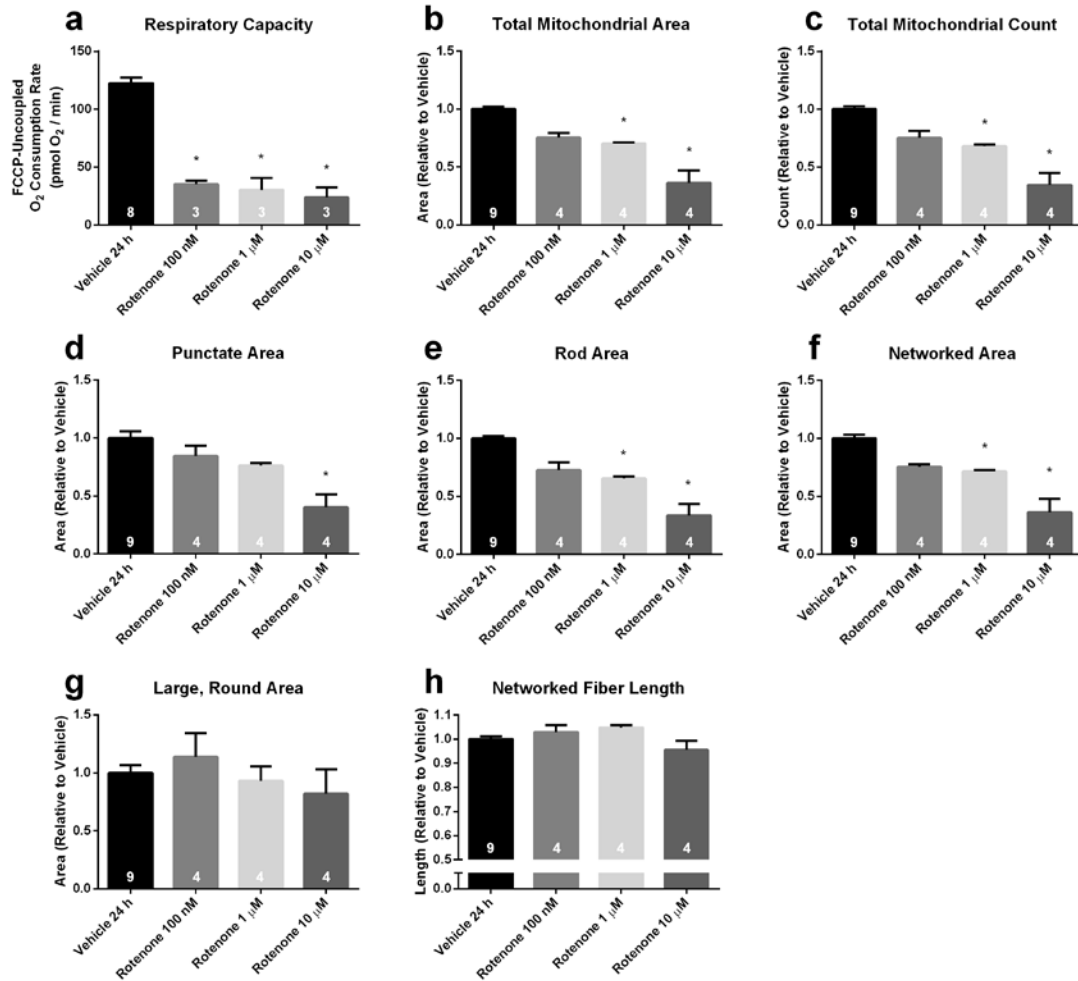 a Respiratory Capacity
FCCP-Uncoupled
O₂ Consumption Rate
(pmol O₂ / min)
150
100
50
0
8 3 3 3
* * *
Vehicle 24 h
Rotenone 100 nM
Rotenone 1 μM
Rotenone 10 μM
b Total Mitochondrial Area
Area (Relative to Vehicle)
1.5
1.0
0.5
0.0
9 4 4 4
* *
Vehicle 24 h
Rotenone 100 nM
Rotenone 1 μM
Rotenone 10 μM
c Total Mitochondrial Count
Count (Relative to Vehicle)
1.5
1.0
0.5
0.0
9 4 4 4
* *
Vehicle 24 h
Rotenone 100 nM
Rotenone 1 μM
Rotenone 10 μM
d Punctate Area
Area (Relative to Vehicle)
1.5
1.0
0.5
0.0
9 4 4 4
*
Vehicle 24 h
Rotenone 100 nM
Rotenone 1 μM
Rotenone 10 μM
e Rod Area
Area (Relative to Vehicle)
1.5
1.0
0.5
0.0
9 4 4 4
* *
Vehicle 24 h
Rotenone 100 nM
Rotenone 1 μM
Rotenone 10 μM
f Networked Area
Area (Relative to Vehicle)
1.5
1.0
0.5
0.0
9 4 4 4
* *
Vehicle 24 h
Rotenone 100 nM
Rotenone 1 μM
Rotenone 10 μM
g Large, Round Area
Area (Relative to Vehicle)
1.5
1.0
0.5
0.0
9 4 4 4
Vehicle 24 h
Rotenone 100 nM
Rotenone 1 μM
Rotenone 10 μM
h Networked Fiber Length
Length (Relative to Vehicle)
1.1
1.0
0.9
0.8
0.7
0.6
0.5
0.0
9 4 4 4
Vehicle 24 h
Rotenone 100 nM
Rotenone 1 μM
Rotenone 10 μM